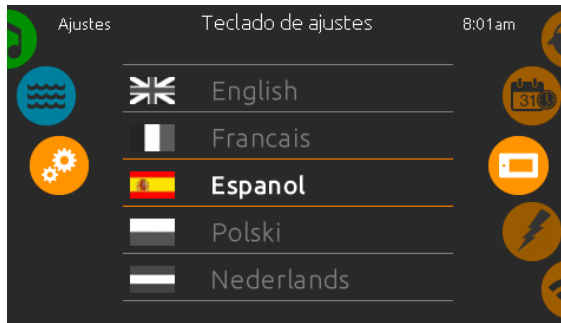 Ajustes Teclado de ajustes 8:01am
English
31
Francais
Espanol
Polski
Nederlands